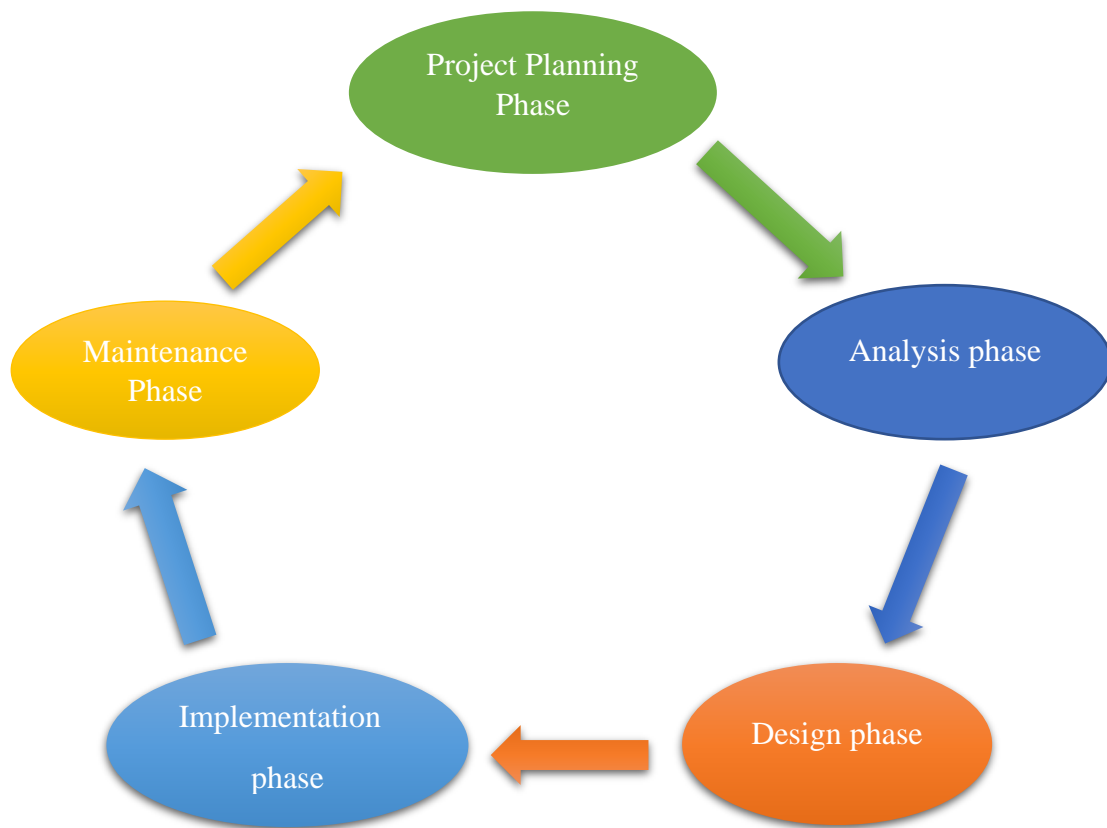 Project Planning
Phase
Analysis phase
Design phase
Implementation
phase
Maintenance
Phase